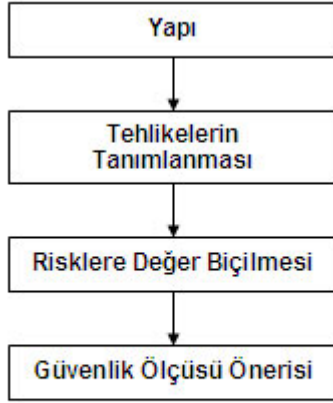 Yapı
Tehlikelerin
Tanımlanması
Risklere Değer Biçilmesi
Güvenlik Ölçüsü Önerisi